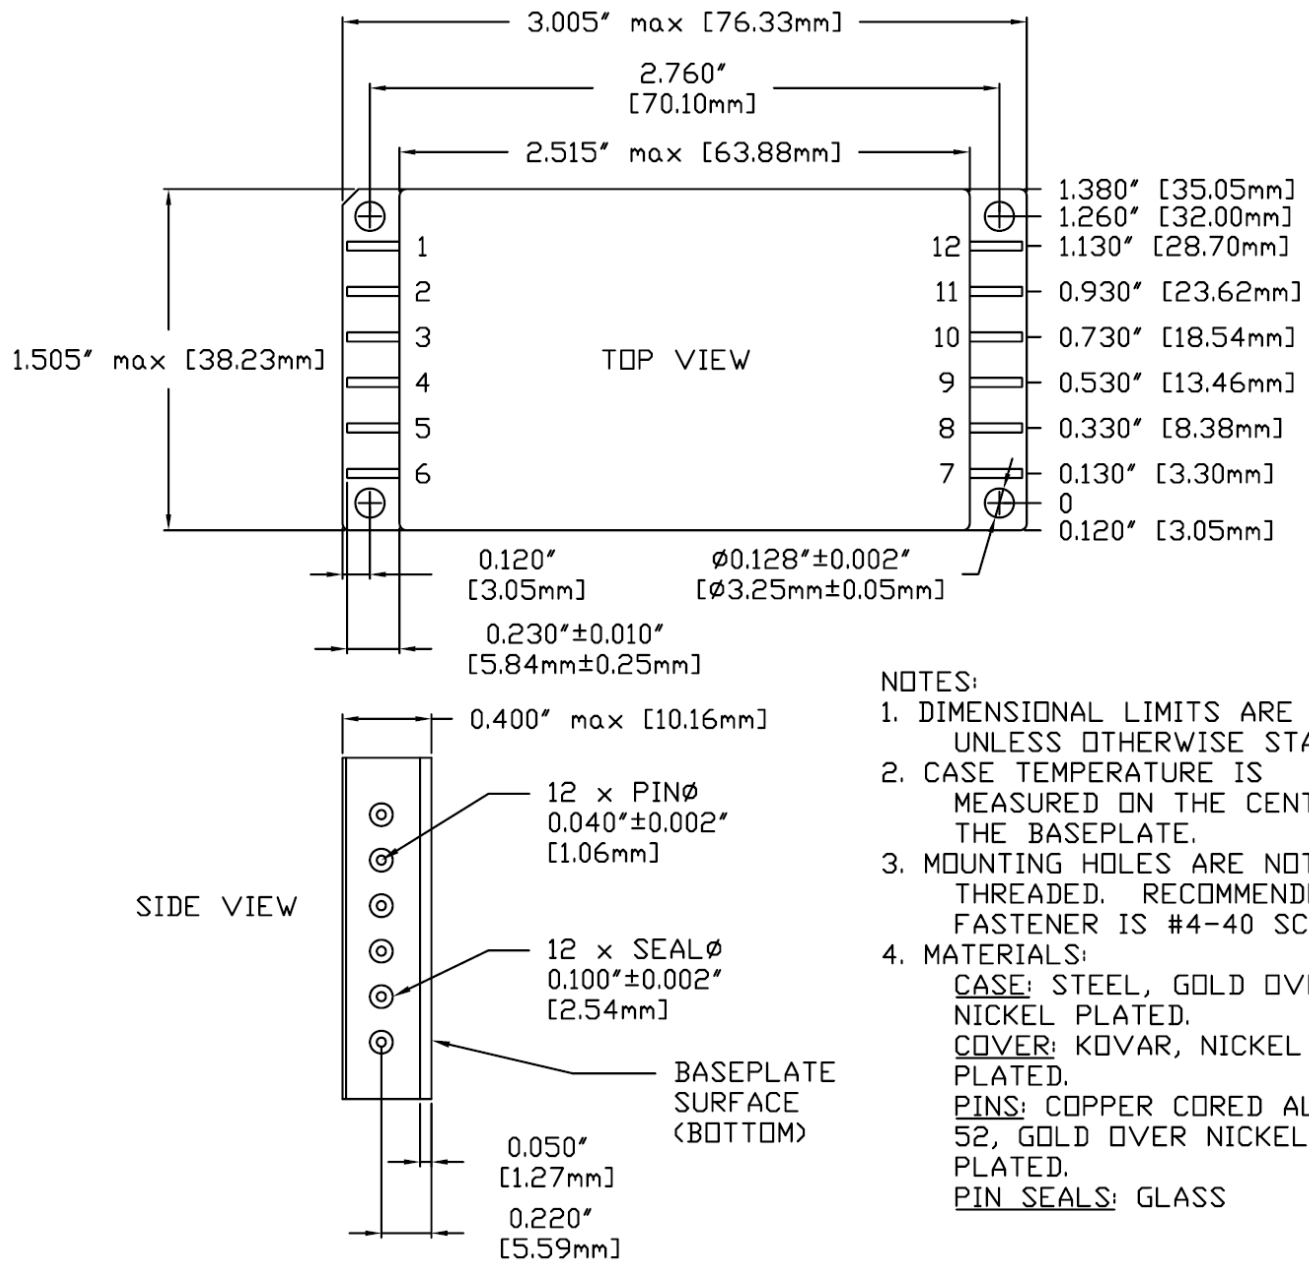 3.005" max [76.33mm]
2.760"
[70.10mm]
2.515" max [63.88mm]
1.380" [35.05mm]
1.260" [32.00mm]
1 12 1.130" [28.70mm]
2 11 0.930" [23.62mm]
3 10 0.730" [18.54mm]
1.505" max [38.23mm] TOP VIEW
4 9 0.530" [13.46mm]
5 8 0.330" [8.38mm]
6 7 0.130" [3.30mm]
0
0.120" [3.05mm]
0.120"
[3.05mm]
Ø0.128"±0.002"
[Ø3.25mm±0.05mm]
0.230"±0.010"
[5.84mm±0.25mm]
0.400" max [10.16mm]
12 x PINØ
0.040"±0.002"
[1.06mm]
SIDE VIEW
12 x SEALØ
0.100"±0.002"
[2.54mm]
BASEPLATE
SURFACE
(BOTTOM)
0.050"
[1.27mm]
0.220"
[5.59mm]
NOTES:
1. DIMENSIONAL LIMITS ARE
UNLESS OTHERWISE
2. CASE TEMPERATURE IS
MEASURED ON THE
THE BASEPLATE.
3. MOUNTING HOLES ARE NOT
THREADED.
FASTENER IS #4-40
4. MATERIALS:
CASE: STEEL, GOLD
NICKEL PLATED.
COVER: KOVAR, NICKEL
PLATED.
PINS: COPPER CORED
52, GOLD OVER NICKEL
PLATED.
PIN SEALS: GLASS